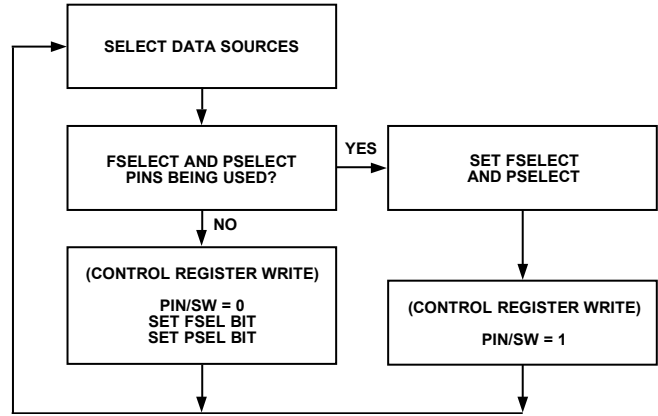 SELECT DATA SOURCES
FSELECT AND PSELECT
PINS BEING USED?
YES
SET FSELECT
AND PSELECT
NO
(CONTROL REGISTER WRITE)
PIN/SW = 0
SET FSEL BIT
SET PSEL BIT
(CONTROL REGISTER WRITE)
PIN/SW = 1